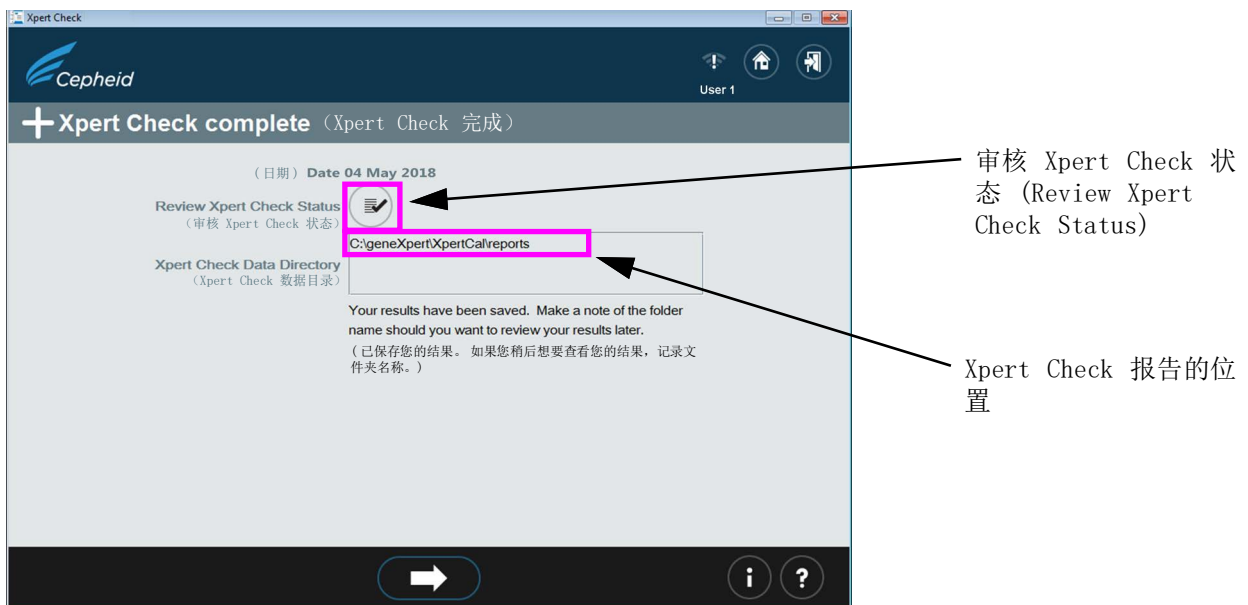 Xpert Check
Cepheid
User 1
Xpert Check complete（Xpert Check 完成）
（日期）Date 04 May 2018
Review Xpert Check Status
（审核 Xpert Check 状态）
C:\geneXpert\XpertCal\reports
Xpert Check Data Directory
（Xpert Check 数据目录）
Your results have been saved. Make a note of the folder
name should you want to review your results later.
(已保存您的结果。 如果您稍后想要查看您的结果，记录文
件夹名称。)
i ?
审核 Xpert Check 状
态 (Review Xpert
Check Status)
Xpert Check 报告的位
置